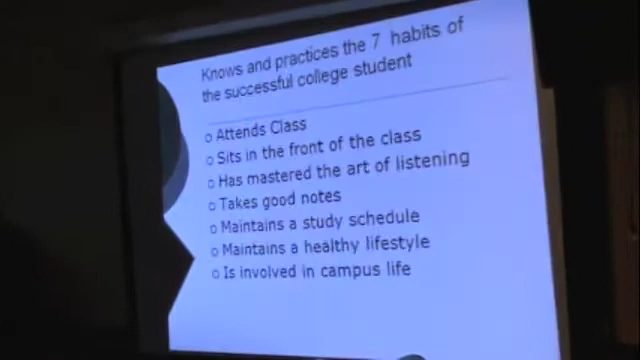 Knows and practices the 7 habits of
the successful college student
o Attends Class
o Sits in the front of the class
o Has mastered the art of listening
o Takes good notes
o Maintains a study schedule
o Maintains a healthy lifestyle
o Is involved in campus life